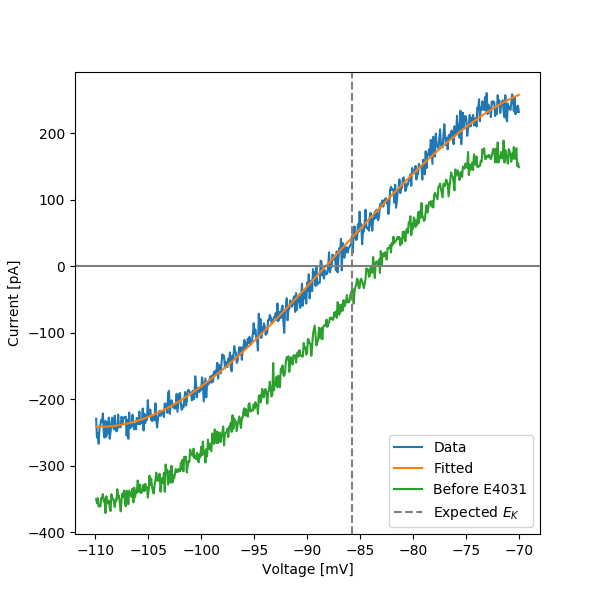 200
100
0
−100
−200
−300
−400
Current [pA]
−110 −105 −100 −95 −90 −85 −80 −75 −70
Voltage [mV]
Data
Fitted
Before E4031
Expected E_K